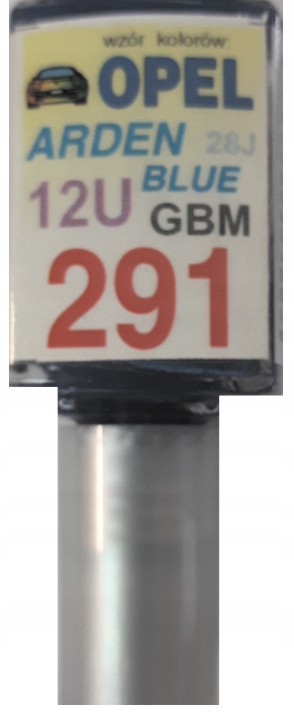 wzór kolorów:
OPEL
ARDEN 28J
BLUE
12U GBM
291